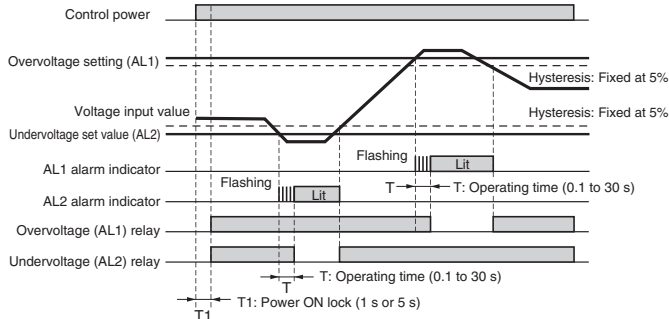 Control power
Overvoltage setting (AL1)
Hysteresis: Fixed at 5%
Voltage input value
Hysteresis: Fixed at 5%
Undervoltage set value (AL2)
Flashing
Lit
AL1 alarm indicator
T
T: Operating time (0.1 to 30 s)
Flashing
Lit
AL2 alarm indicator
Overvoltage (AL1) relay
Undervoltage (AL2) relay
T
T: Operating time (0.1 to 30 s)
T1
T1: Power ON lock (1 s or 5 s)